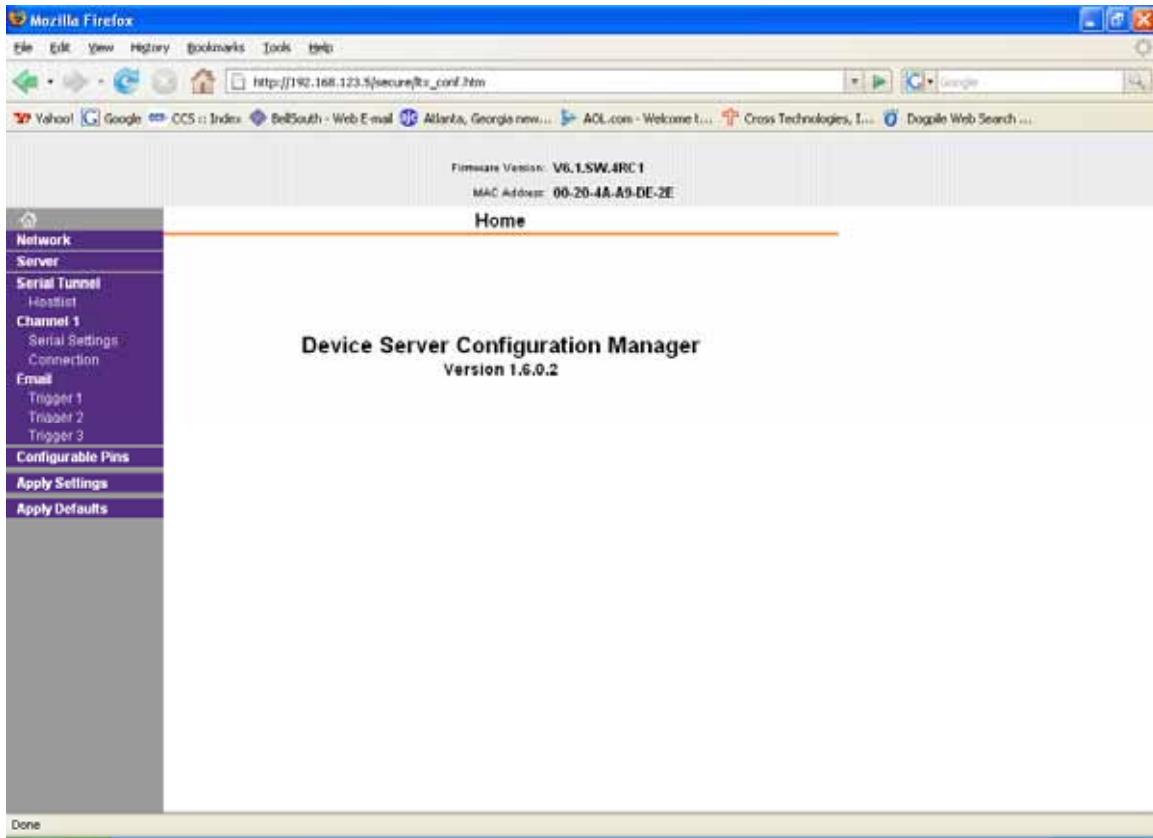 Mozilla Firefox
File Edit View History Bookmarks Tools Help
http://192.168.123.5/secure/ltx_conf.htm
Google
Yahoo! Google CCS :: Index BellSouth - Web E-mail Atlanta, Georgia new... AOL.com - Welcome t... Cross Technologies, I... Dogpile Web Search ...
Firmware Version: V6.1.SW.4RC1
MAC Address: 00-20-4A-A9-DE-2E
Home
Network
Server
Serial Tunnel
Hostlist
Channel 1
Serial Settings
Connection
Email
Trigger 1
Trigger 2
Trigger 3
Configurable Pins
Apply Settings
Apply Defaults
Device Server Configuration Manager
Version 1.6.0.2
Done